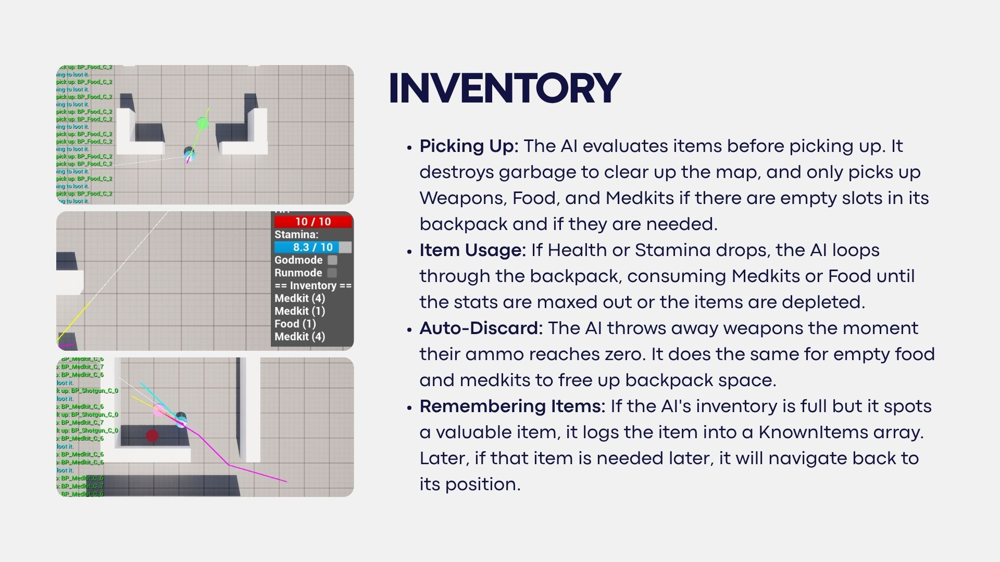 ick up: BP_Food_C_2
ing to loot it.
pick up: BP_Food_C_2
ing to loot it.
pick up: BP_Food_C_2
ing to loot it.
pick up: BP_Food_C_2
pick up: BP_Food_C_2
ing to loot it.
pick up: BP_Food_C_2
pick up: BP_Food_C_2
ing to loot it.
pick up: BP_Food_C_2
pick up: BP_Food_C_2
ing to loot it.
pick up: BP_Food_C_2
ing to loot it.
pick up: BP_Food_C_2
ng to loot it.
10 / 10
Stamina:
8.3 / 10
Godmode
Runmode
== Inventory ==
Medkit (4)
Medkit (1)
Food (1)
Medkit (4)
BP_Medkit_C_6
: BP_Medkit_C_7
: BP_Medkit_C_6
loot it.
k up: BP_Shotgun_C_0
loot it.
: BP_Medkit_C_6
k up: BP_Shotgun_C_0
: BP_Medkit_C_7
k up: BP_Shotgun_C_0
: BP_Medkit_C_6
loot it.
: BP_Medkit_C_6
: BP_Medkit_C_6
loot it.
: BP_Medkit_C_6
: BP_Medkit_C_7
BP_Medkit_C_6
INVENTORY
• Picking Up: The AI evaluates items before picking up. It
destroys garbage to clear up the map, and only picks up
Weapons, Food, and Medkits if there are empty slots in its
backpack and if they are needed.
• Item Usage: If Health or Stamina drops, the AI loops
through the backpack, consuming Medkits or Food until
the stats are maxed out or the items are depleted.
• Auto-Discard: The AI throws away weapons the moment
their ammo reaches zero. It does the same for empty food
and medkits to free up backpack space.
• Remembering Items: If the AI's inventory is full but it spots
a valuable item, it logs the item into a KnownItems array.
Later, if that item is needed later, it will navigate back to
its position.